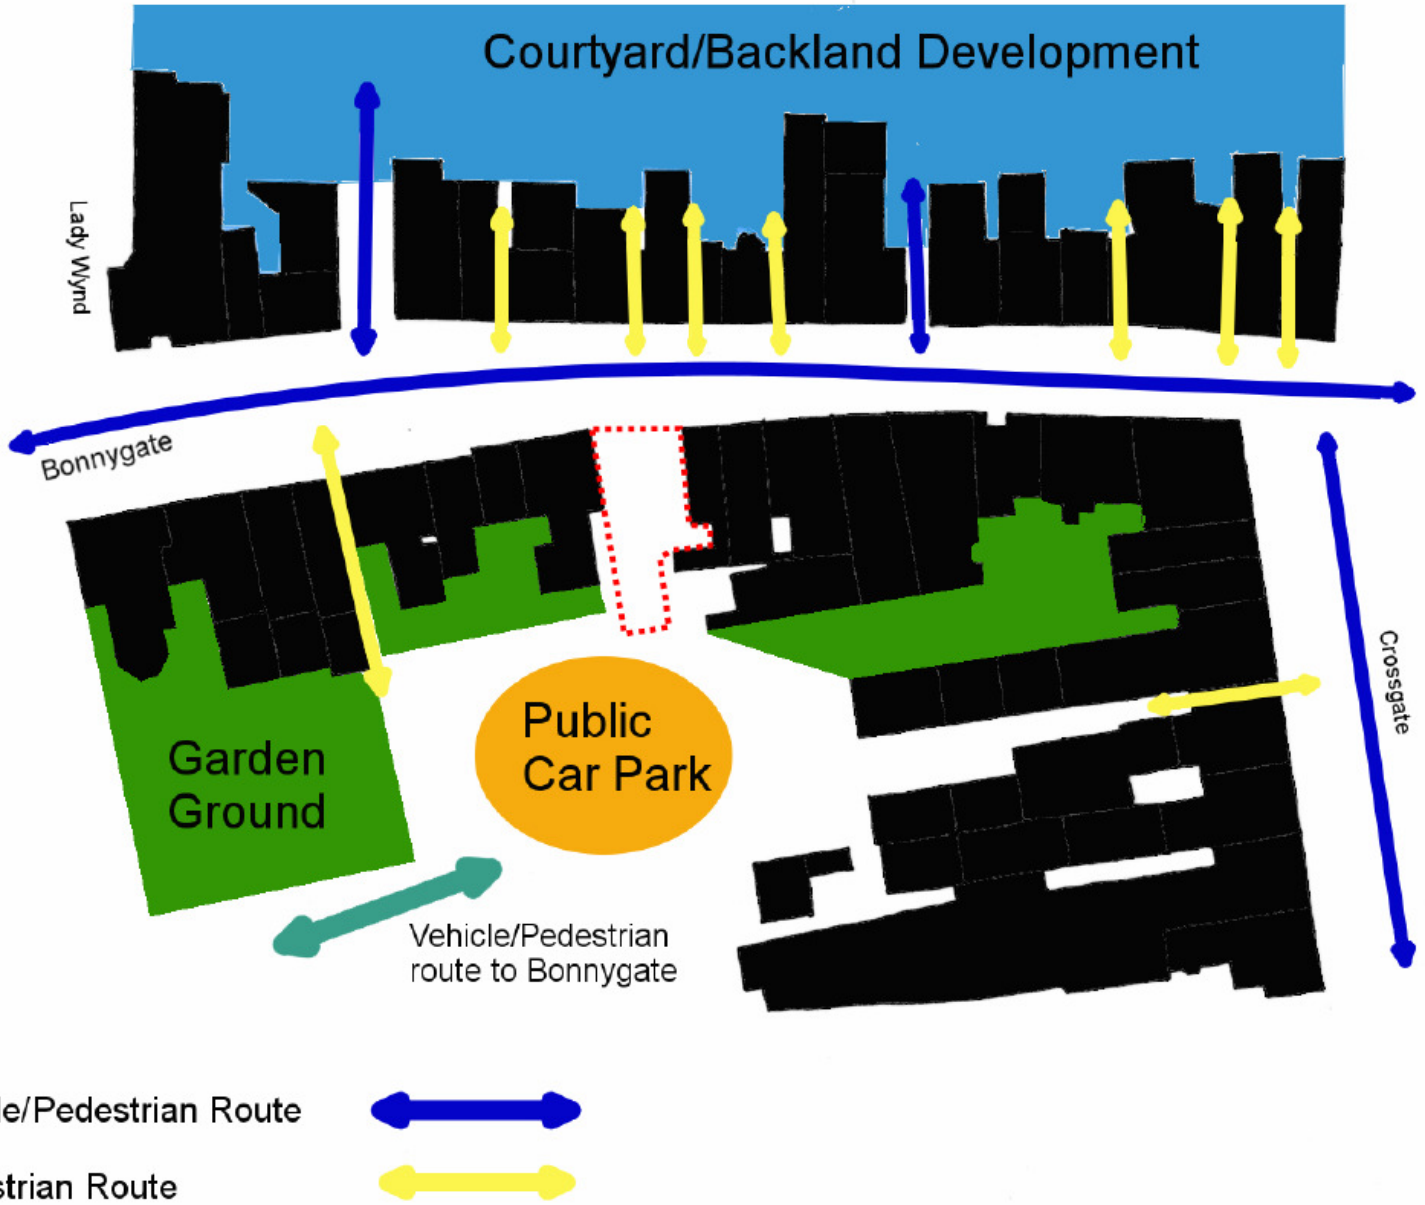 Courtyard/Backland Development
Lady Wynd
Bonnygate
Crossgate
Public
Car Park
Garden
Ground
Vehicle/Pedestrian
route to Bonnygate
le/Pedestrian Route
strian Route